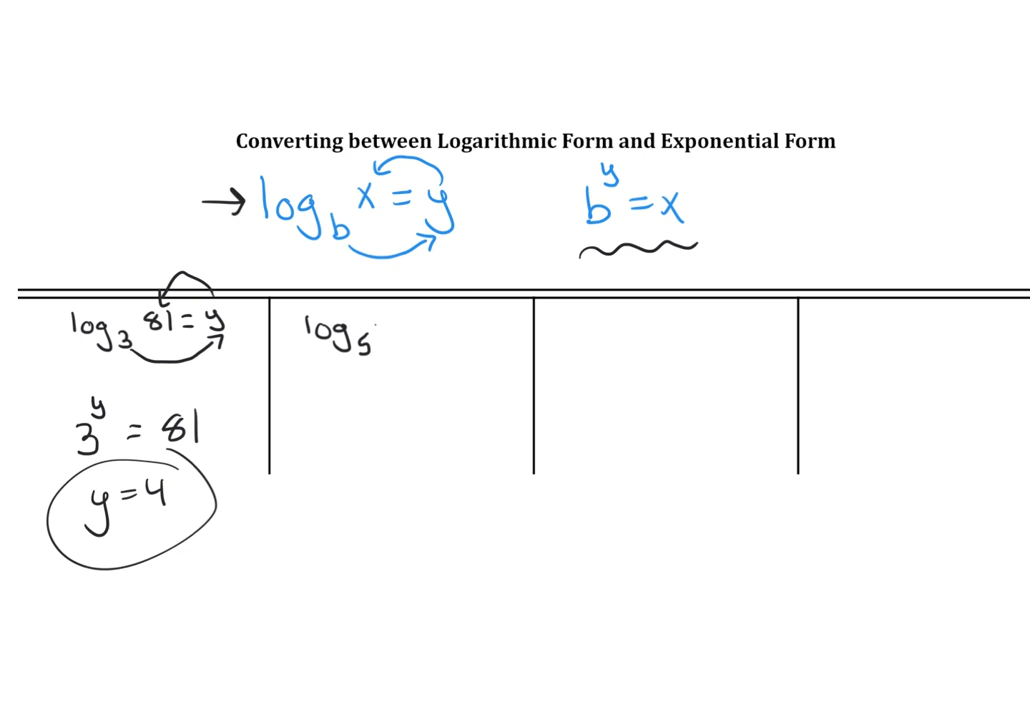 Converting between Logarithmic Form and Exponential Form
→ log_b x = y
b^y = x
log_3 81 = y
3^y = 81
y = 4
log_5